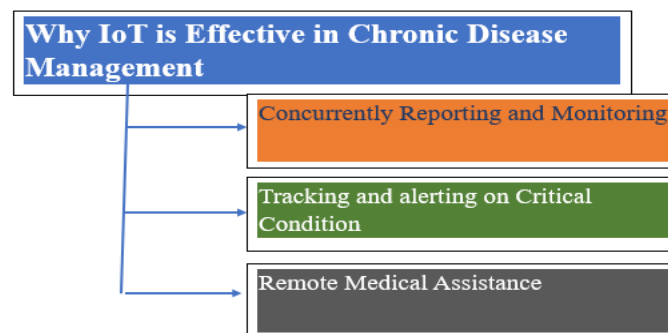 Why IoT is Effective in Chronic Disease
Management
Concurrently Reporting and Monitoring
Tracking and alerting on Critical
Condition
Remote Medical Assistance